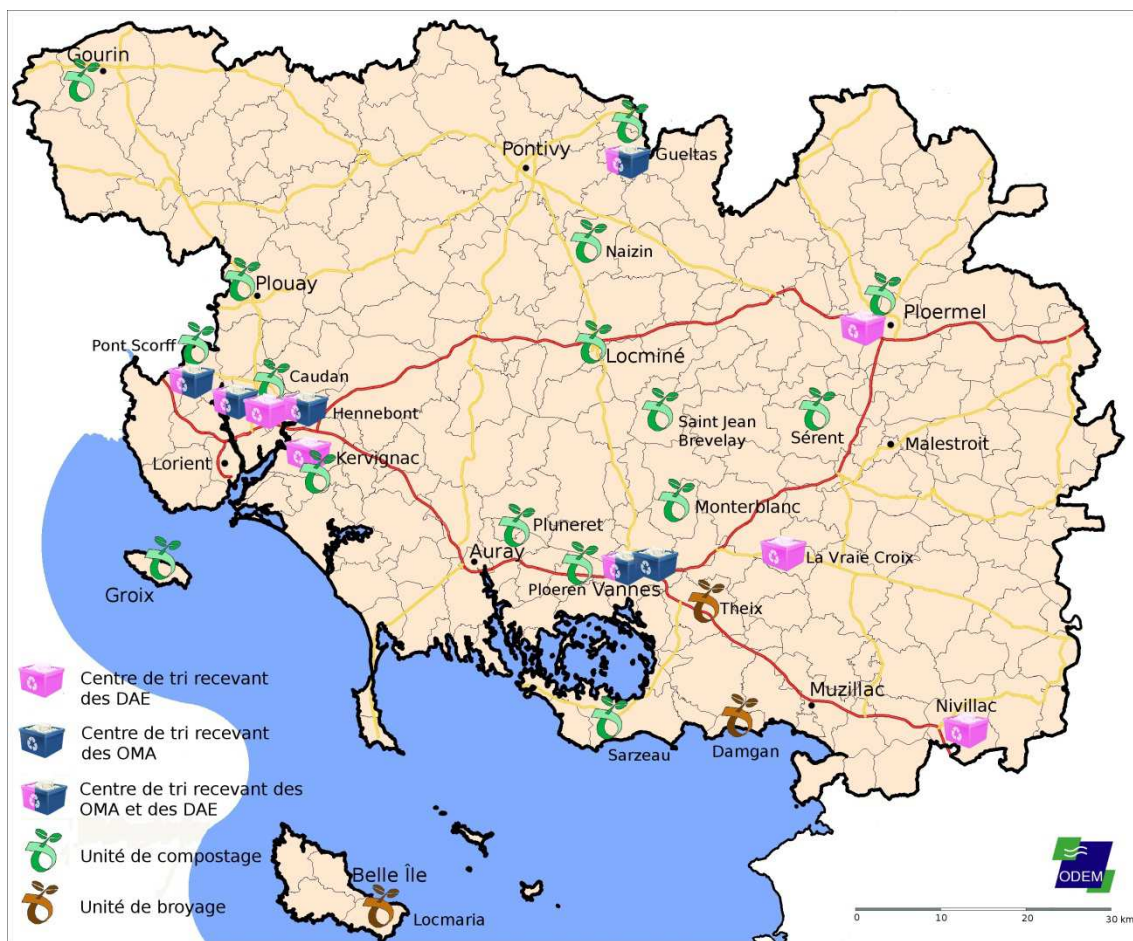 Gourin
Pontivy
Gueltas
Naizin
Plouay
Ploermel
Pont Scorff
Locminé
Caudan
Hennebont
Saint Jean
Brevelay
Sérent
Malestroit
Lorient
Kervignac
Monterblanc
Pluneret
Auray
La Vraie Croix
Ploeren
Vannes
Groix
Theix
Muzillac
Nivillac
Sarzeau
Damgan
Centre de tri recevant
des DAE
Centre de tri recevant
des OMA
Centre de tri recevant des
OMA et des DAE
Unité de compostage
Unité de broyage
Belle Île
Locmaria
ODEM
0 10 20 30 km